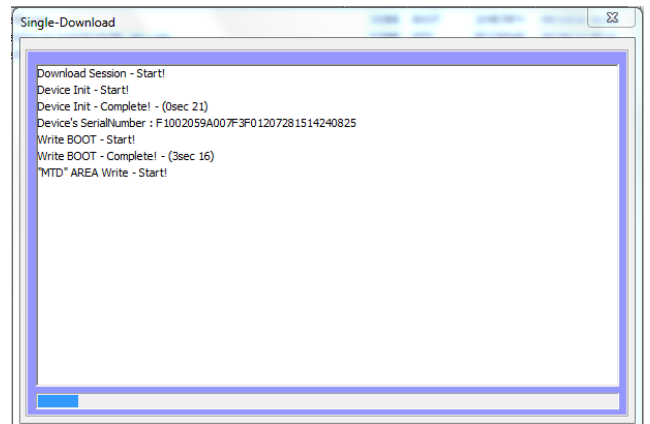 Single-Download
Download Session - Start!
Device Init - Start!
Device Init - Complete! - (0sec 21)
Device's SerialNumber : F1002059A007F3F01207281514240825
Write BOOT - Start!
Write BOOT - Complete! - (3sec 16)
"MTD" AREA Write - Start!